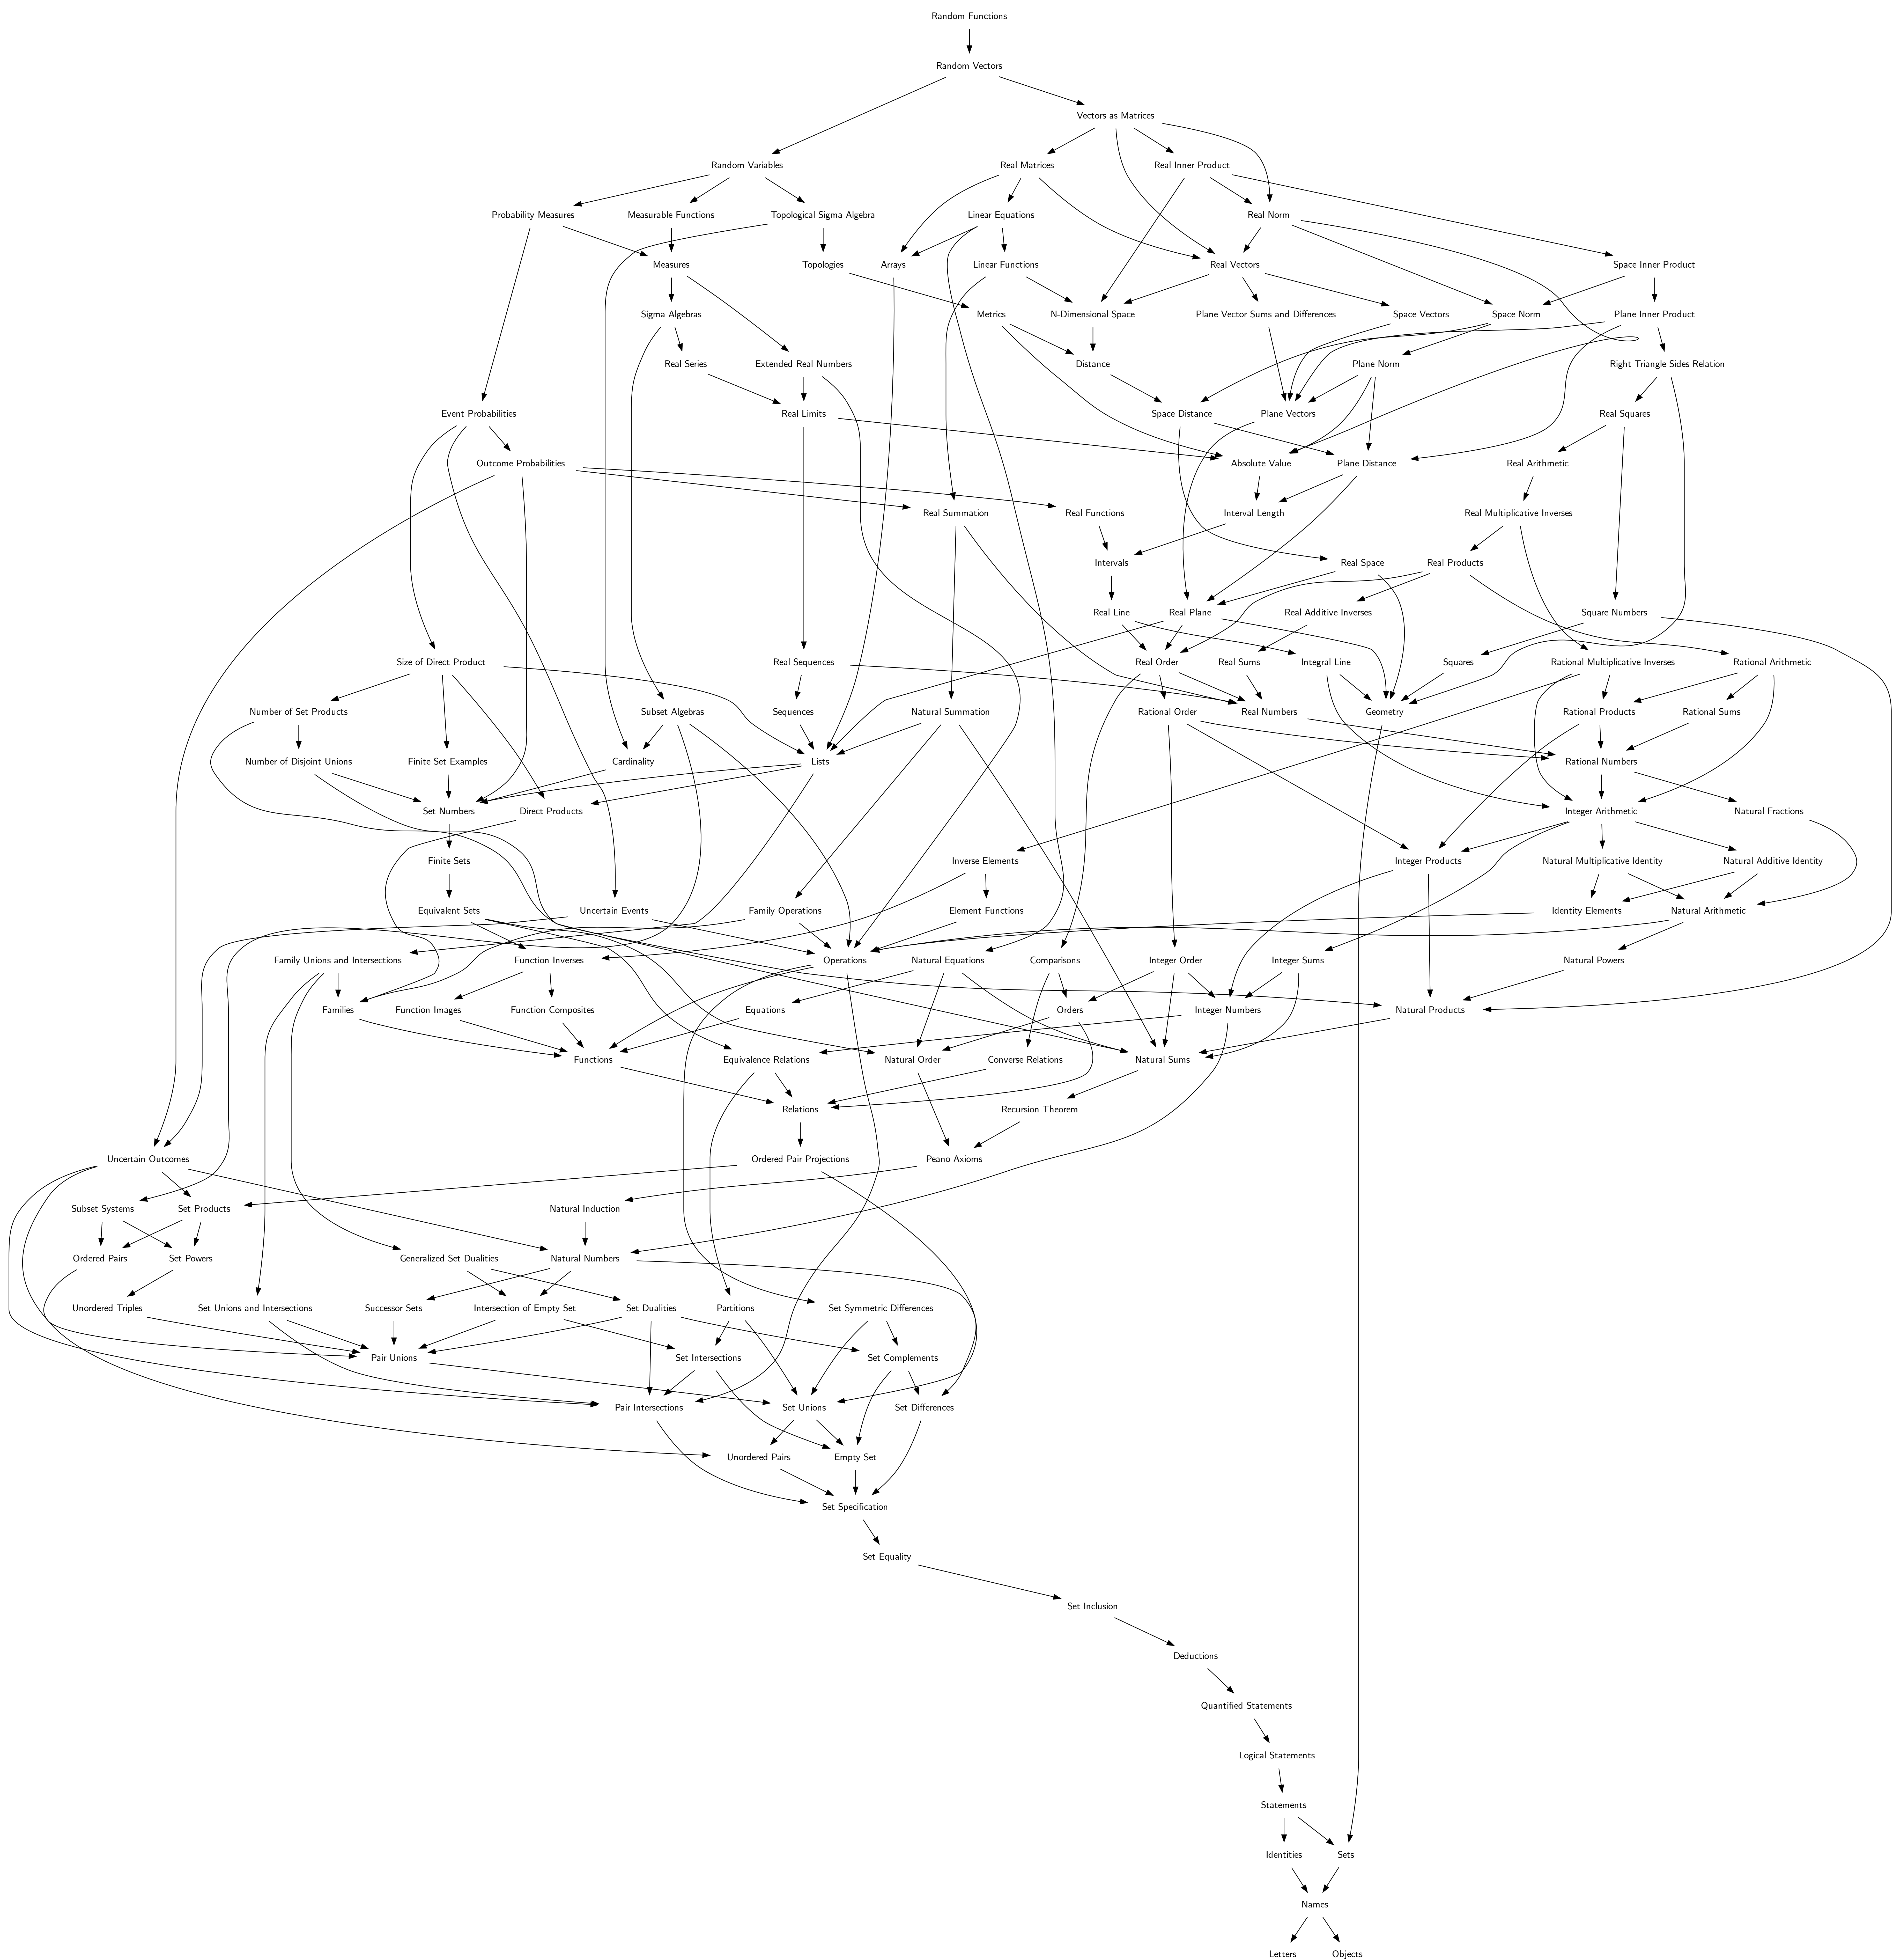 Random Functions
Random Vectors
Vectors as Matrices
Random Variables
Real Matrices
Real Inner Product
Probability Measures
Measurable Functions
Topological Sigma Algebra
Linear Equations
Real Norm
Measures
Topologies
Arrays
Linear Functions
Real Vectors
Space Inner Product
Sigma Algebras
Metrics
N-Dimensional Space
Plane Vector Sums and Differences
Space Vectors
Space Norm
Plane Inner Product
Real Series
Extended Real Numbers
Distance
Plane Norm
Right Triangle Sides Relation
Event Probabilities
Real Limits
Space Distance
Plane Vectors
Real Squares
Outcome Probabilities
Absolute Value
Plane Distance
Real Arithmetic
Real Summation
Real Functions
Interval Length
Real Multiplicative Inverses
Intervals
Real Space
Real Products
Real Line
Real Plane
Real Additive Inverses
Square Numbers
Size of Direct Product
Real Sequences
Real Order
Real Sums
Integral Line
Squares
Rational Multiplicative Inverses
Rational Arithmetic
Number of Set Products
Subset Algebras
Sequences
Natural Summation
Rational Order
Real Numbers
Geometry
Rational Products
Rational Sums
Number of Disjoint Unions
Finite Set Examples
Cardinality
Lists
Rational Numbers
Set Numbers
Direct Products
Integer Arithmetic
Natural Fractions
Finite Sets
Inverse Elements
Integer Products
Natural Multiplicative Identity
Natural Additive Identity
Equivalent Sets
Uncertain Events
Family Operations
Element Functions
Identity Elements
Natural Arithmetic
Family Unions and Intersections
Function Inverses
Operations
Natural Equations
Comparisons
Integer Order
Integer Sums
Natural Powers
Families
Function Images
Function Composites
Equations
Orders
Integer Numbers
Natural Products
Functions
Equivalence Relations
Natural Order
Converse Relations
Natural Sums
Relations
Recursion Theorem
Uncertain Outcomes
Ordered Pair Projections
Peano Axioms
Subset Systems
Set Products
Natural Induction
Ordered Pairs
Set Powers
Generalized Set Dualities
Natural Numbers
Unordered Triples
Set Unions and Intersections
Successor Sets
Intersection of Empty Set
Set Dualities
Partitions
Set Symmetric Differences
Pair Unions
Set Intersections
Set Complements
Pair Intersections
Set Unions
Set Differences
Unordered Pairs
Empty Set
Set Specification
Set Equality
Set Inclusion
Deductions
Quantified Statements
Logical Statements
Statements
Identities
Sets
Names
Letters
Objects